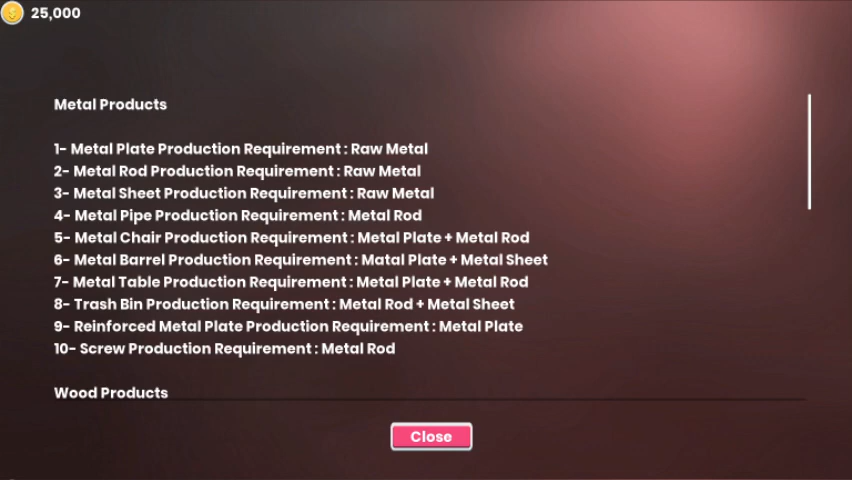 25,000
Metal Products
1- Metal Plate Production Requirement : Raw Metal
2- Metal Rod Production Requirement : Raw Metal
3- Metal Sheet Production Requirement : Raw Metal
4- Metal Pipe Production Requirement : Metal Rod
5- Metal Chair Production Requirement : Metal Plate + Metal Rod
6- Metal Barrel Production Requirement : Matal Plate + Metal Sheet
7- Metal Table Production Requirement : Metal Plate + Metal Rod
8- Trash Bin Production Requirement : Metal Rod + Metal Sheet
9- Reinforced Metal Plate Production Requirement : Metal Plate
10- Screw Production Requirement : Metal Rod
Wood Products
Close